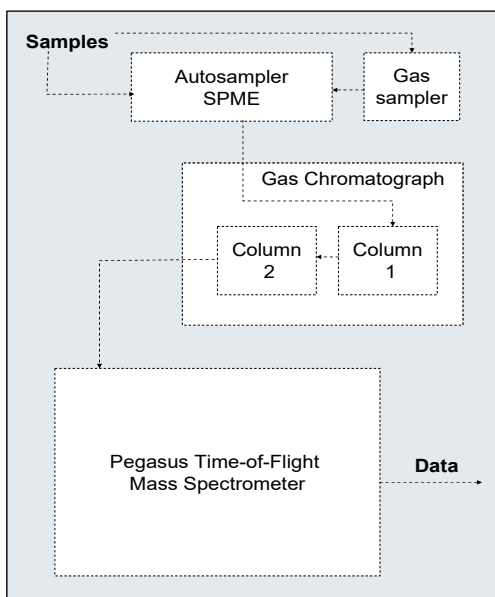 Samples
Autosampler
SPME
Gas
sampler
Gas Chromatograph
Column
2
Column
1
Pegasus Time-of-Flight
Mass Spectrometer
Data